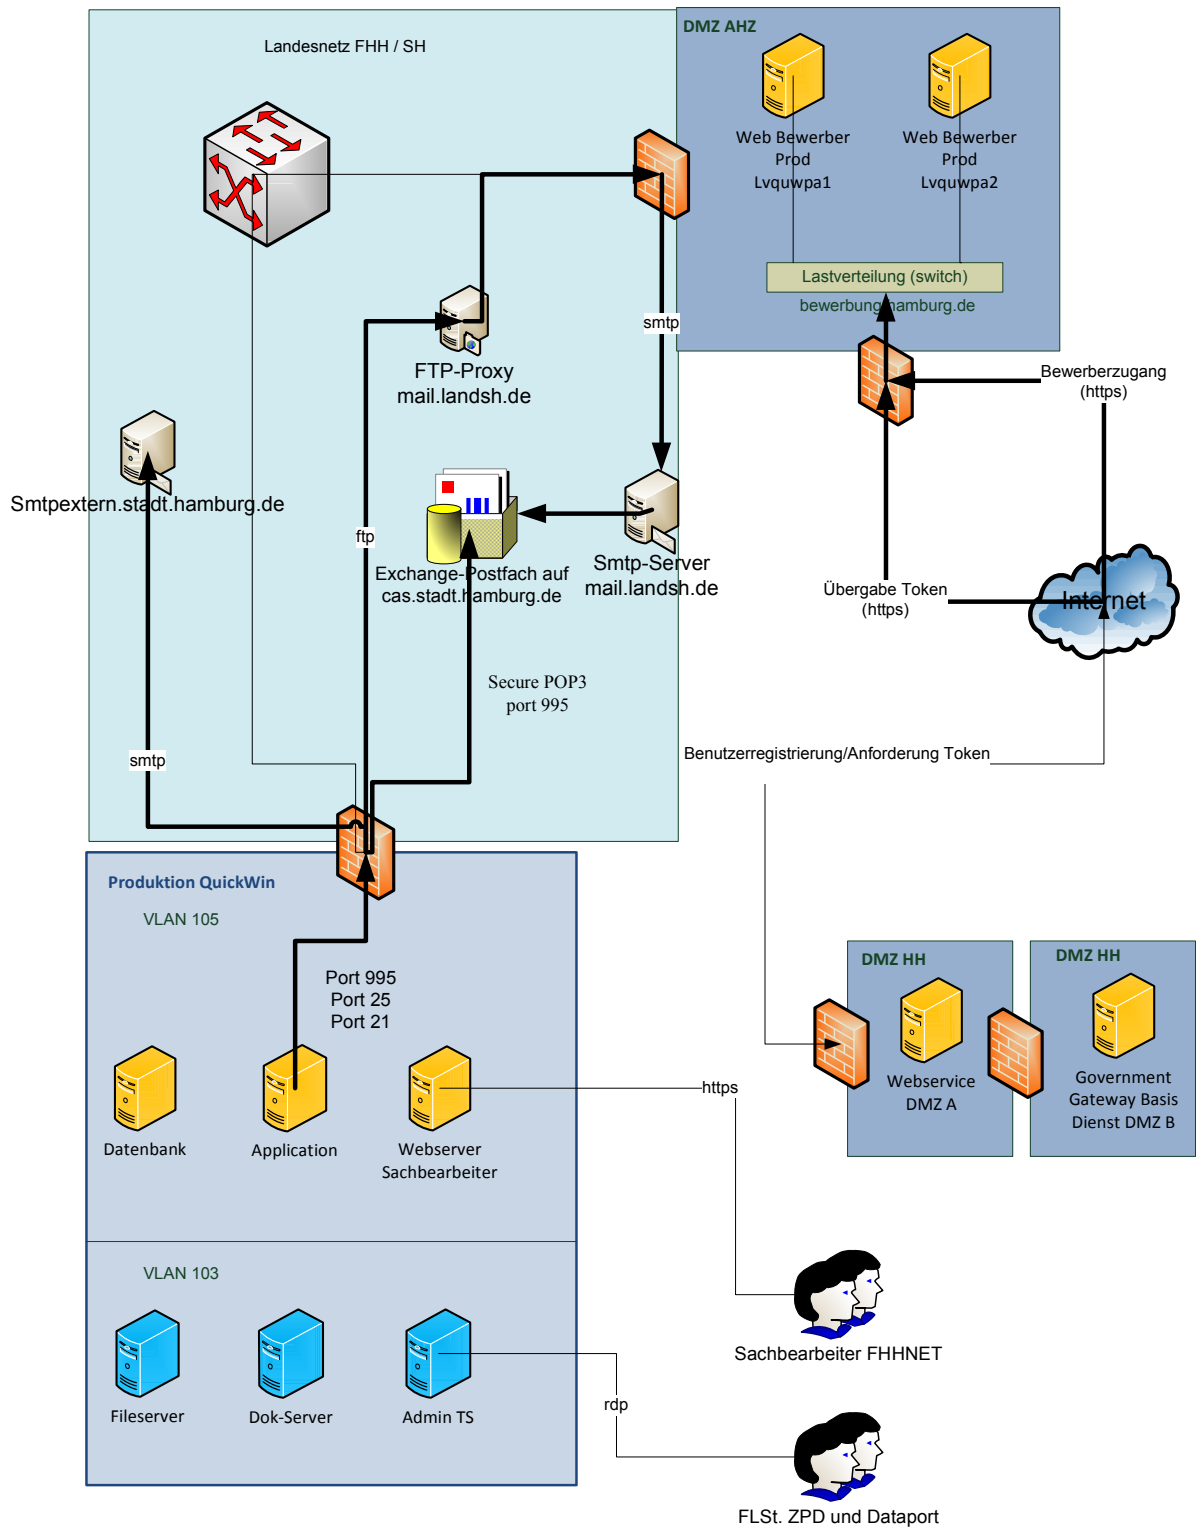 Landesnetz FHH / SH
DMZ AHZ
Web Bewerber
Prod
Lvquwpa1
Web Bewerber
Prod
Lvquwpa2
Lastverteilung (switch)
bewerbung.hamburg.de
smtp
FTP-Proxy
mail.landsh.de
Bewerberzugang
(https)
Smtpextern.stadt.hamburg.de
ftp
Exchange-Postfach auf
cas.stadt.hamburg.de
Smtp-Server
mail.landsh.de
Übergabe Token
(https)
Internet
Secure POP3
port 995
smtp
Benutzerregistrierung/Anforderung Token
Produktion QuickWin
VLAN 105
Port 995
Port 25
Port 21
DMZ HH
Webservice
DMZ A
DMZ HH
Government
Gateway Basis
Dienst DMZ B
Datenbank
Application
Webserver
Sachbearbeiter
https
VLAN 103
Fileserver
Dok-Server
Admin TS
Sachbearbeiter FHHNET
rdp
FLSt. ZPD und Dataport